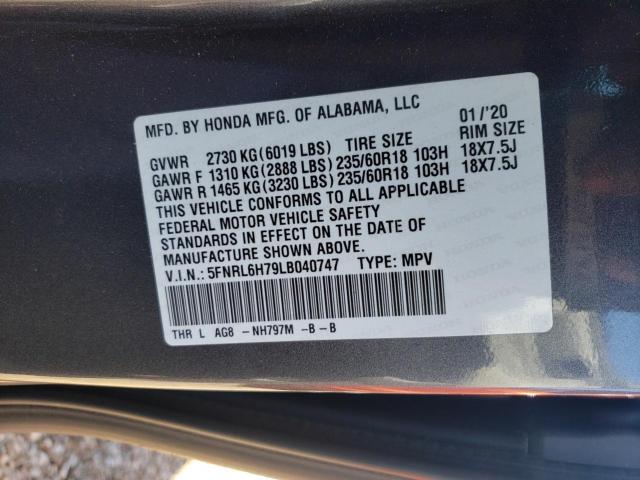 MFD. BY HONDA MFG. OF ALABAMA, LLC 01/'20
GVWR 2730 KG(6019 LBS) TIRE SIZE RIM SIZE
GAWR F 1310 KG(2888 LBS) 235/60R18 103H 18X7.5J
GAWR R 1465 KG(3230 LBS) 235/60R18 103H 18X7.5J
THIS VEHICLE CONFORMS TO ALL APPLICABLE
FEDERAL MOTOR VEHICLE SAFETY
STANDARDS IN EFFECT ON THE DATE OF
MANUFACTURE SHOWN ABOVE.
V.I.N.: 5FNRL6H79LB040747 TYPE: MPV
THR L AG8 - NH797M -B-B